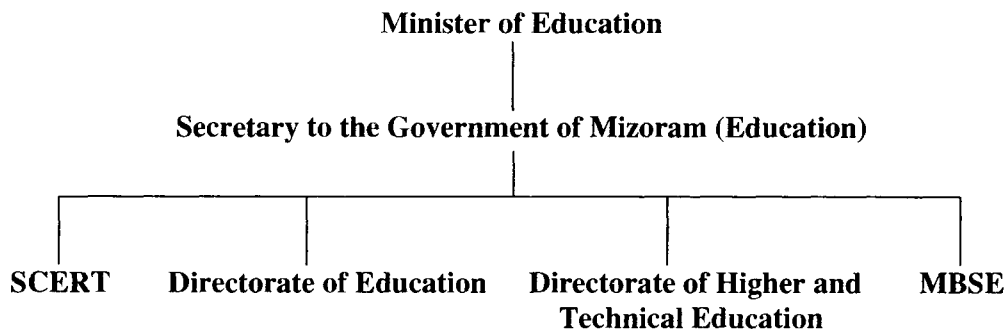 Minister of Education
Secretary to the Government of Mizoram (Education)
SCERT
Directorate of Education
Directorate of Higher and
Technical Education
MBSE